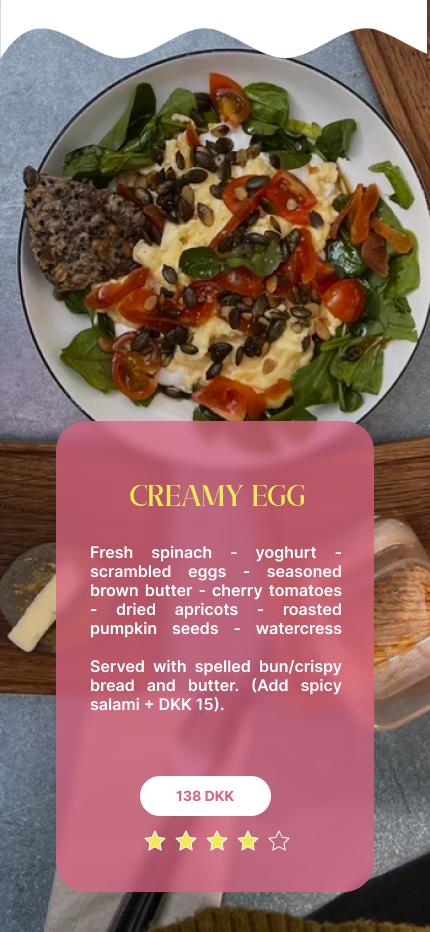 CREAMY EGG
Fresh spinach - yoghurt -
scrambled eggs - seasoned
brown butter - cherry tomatoes
- dried apricots - roasted
pumpkin seeds - watercress
Served with spelled bun/crispy
bread and butter. (Add spicy
salami + DKK 15).
138 DKK